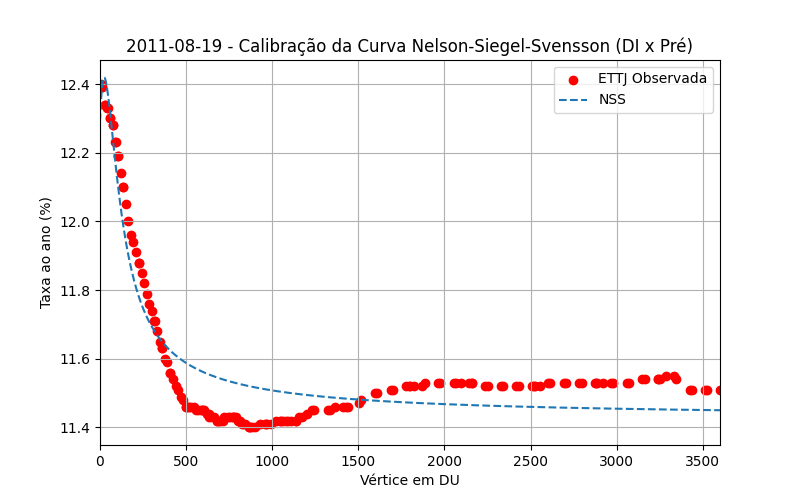 2011-08-19 - Calibração da Curva Nelson-Siegel-Svensson (DI x Pré)
ETTJ Observada
NSS
Taxa ao ano (%)
12.4
12.2
12.0
11.8
11.6
11.4
0 500 1000 1500 2000 2500 3000 3500
Vértice em DU